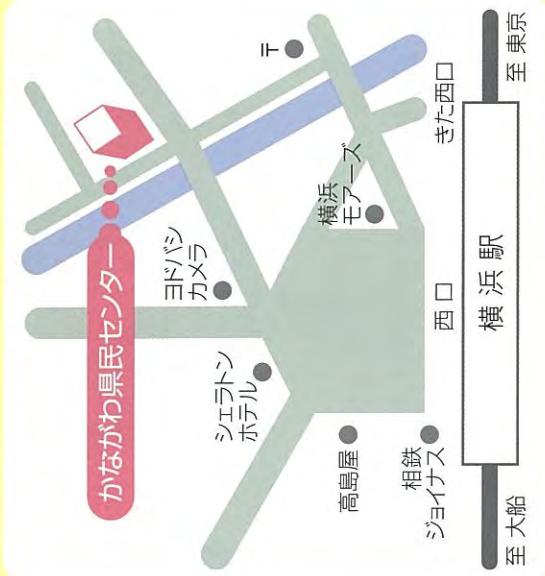 〒
至 東京
きた西口
横浜
モアーズ
ヨドバシ
カメラ
かながわ県民センター
西口
横浜駅
シェラトン
ホテル
高島屋
相鉄
ジョイナス
至 大船